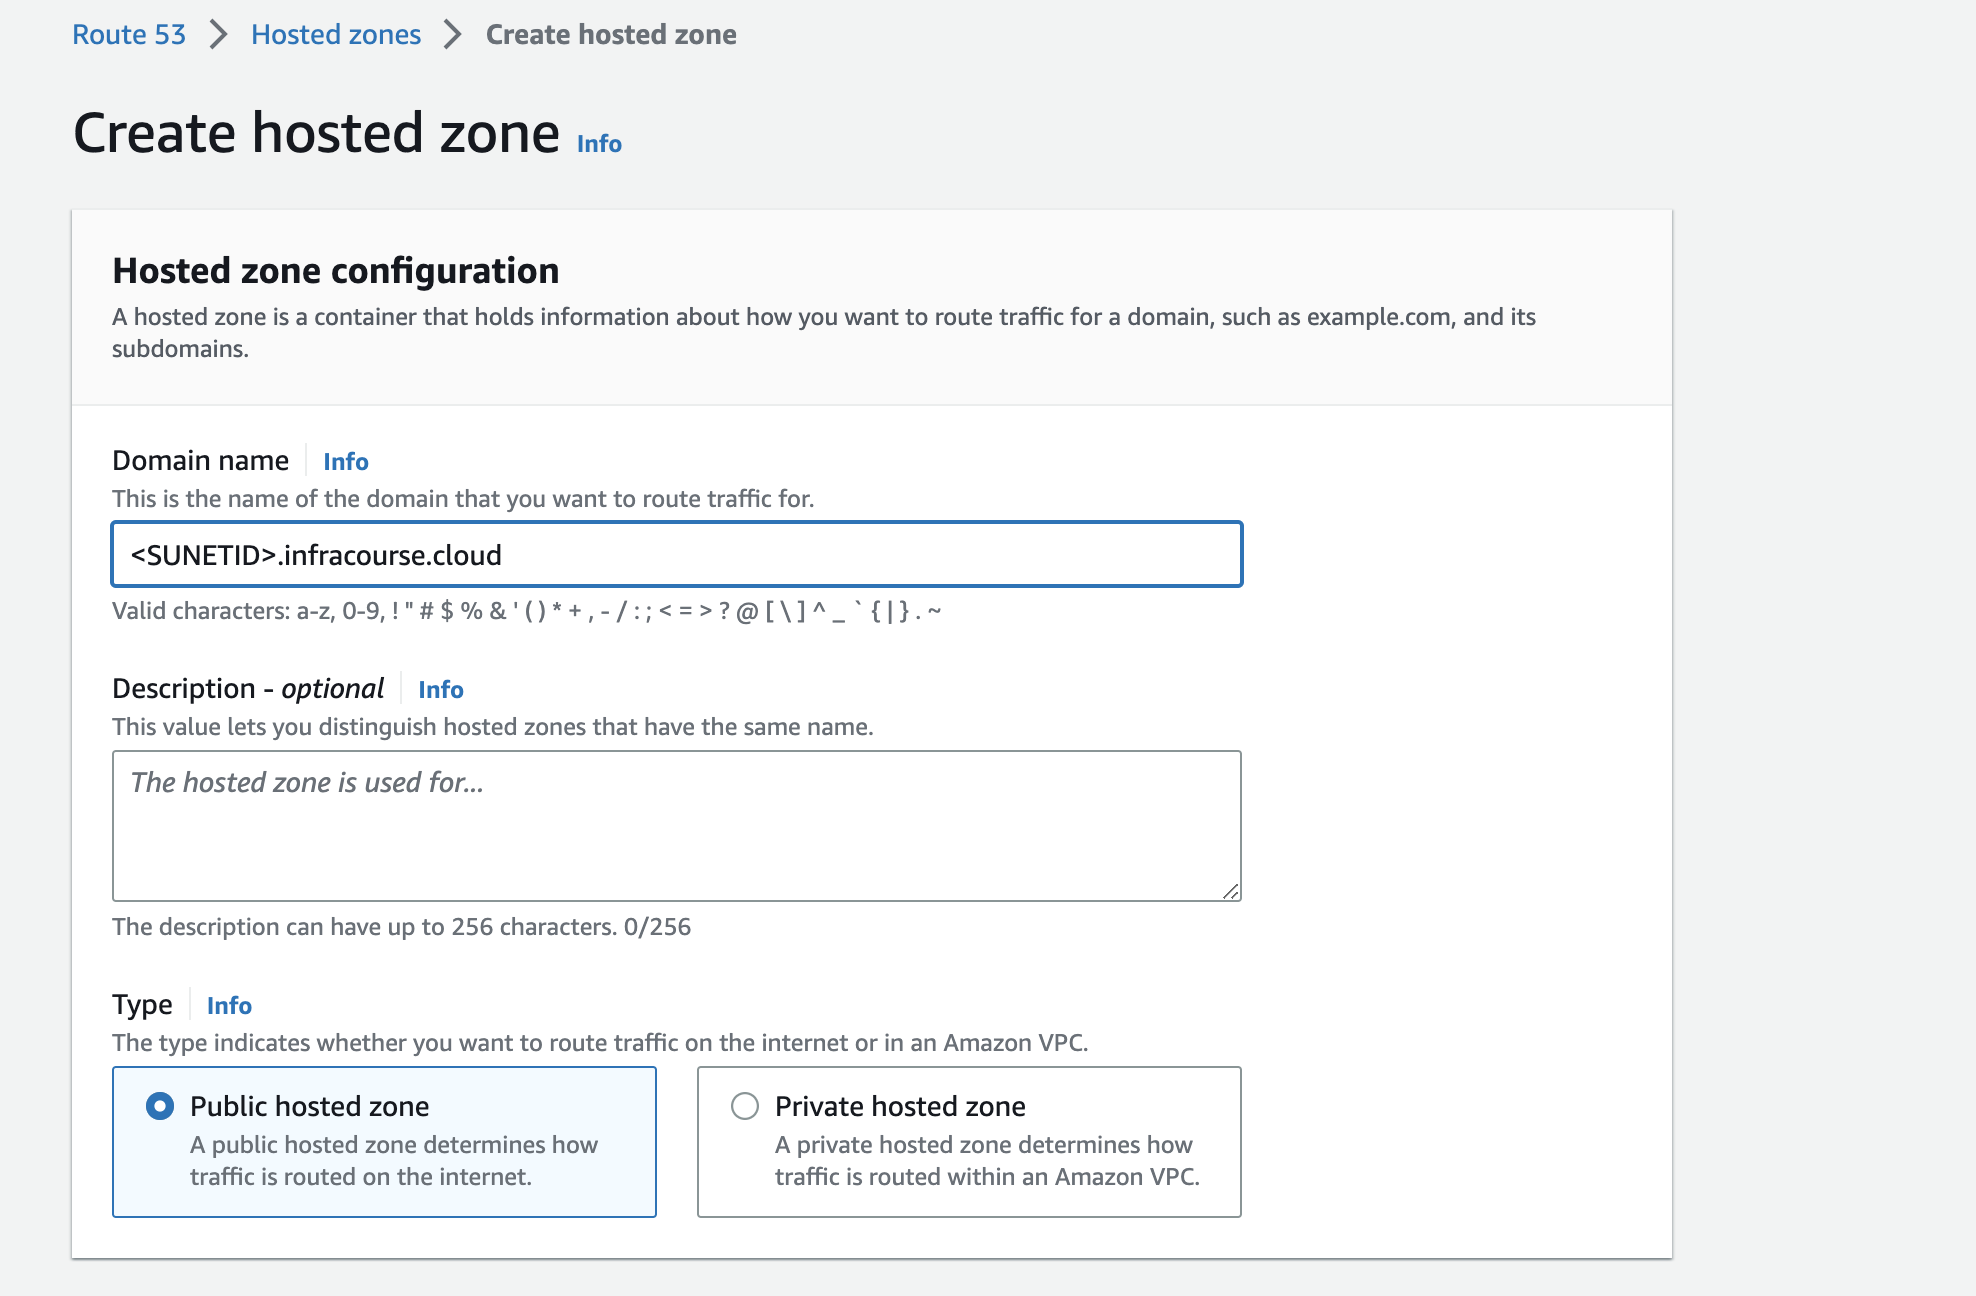 Route 53 > Hosted zones > Create hosted zone
Create hosted zone Info
Hosted zone configuration
A hosted zone is a container that holds information about how you want to route traffic for a domain, such as example.com, and its
subdomains.
Domain name Info
This is the name of the domain that you want to route traffic for.
<SUNETID>.infracourse.cloud
Valid characters: a-z, 0-9, ! " # $ % & ' ( ) * + , - / : ; < = > ? @ [ \ ] ^ _ ` { | } . ~
Description - optional Info
This value lets you distinguish hosted zones that have the same name.
The hosted zone is used for...
The description can have up to 256 characters. 0/256
Type Info
The type indicates whether you want to route traffic on the internet or in an Amazon VPC.
Public hosted zone
A public hosted zone determines how
traffic is routed on the internet.
Private hosted zone
A private hosted zone determines how
traffic is routed within an Amazon VPC.